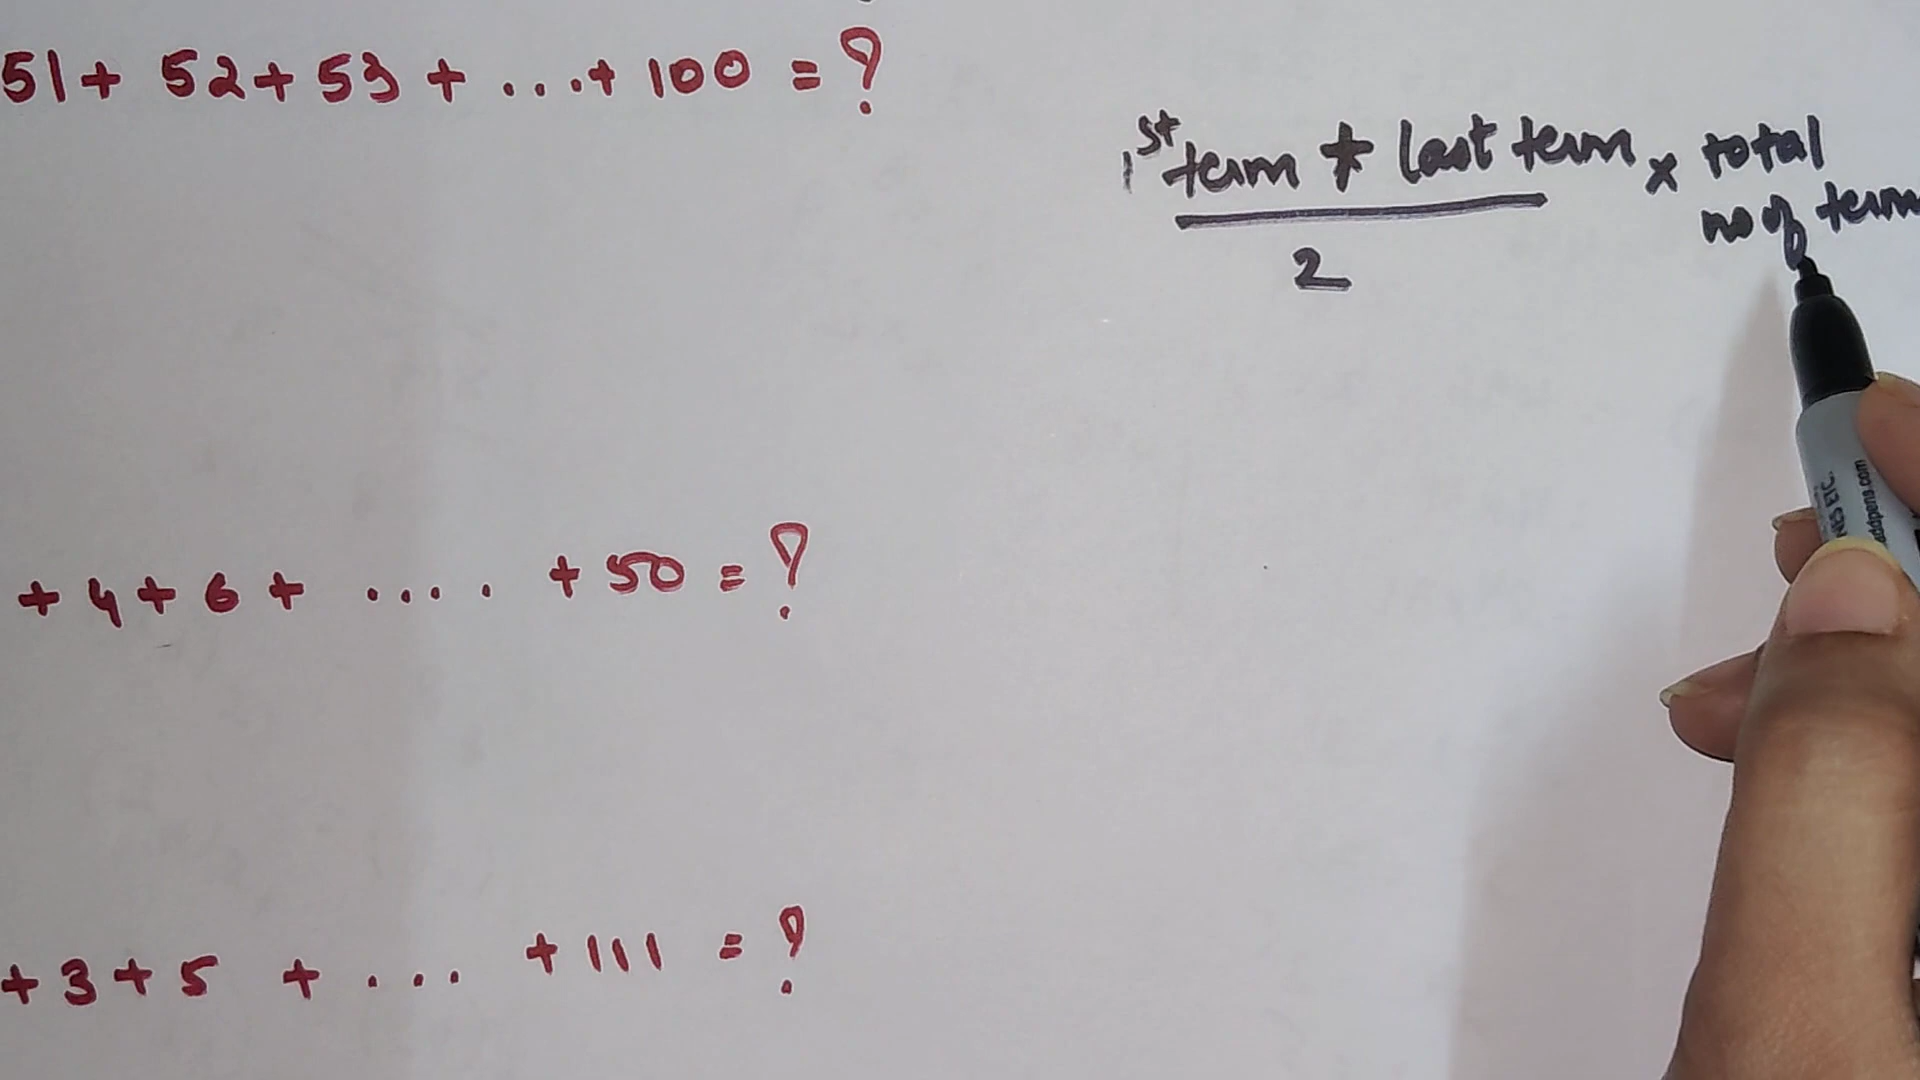 51 + 52 + 53 + ... + 100 = ?
1st term + last term × total
no of term
2
+ 4 + 6 + .... + 50 = ?
+ 3 + 5 + ... + 111 = ?